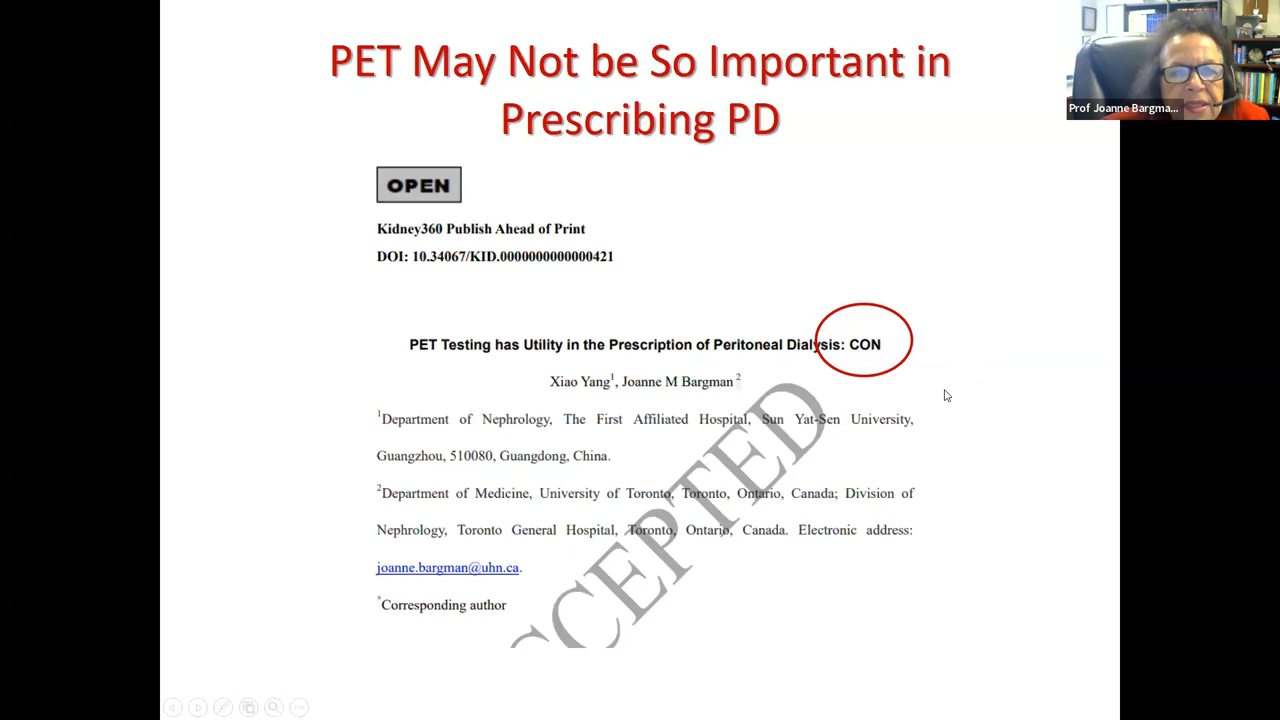 PET May Not be So Important in
Prescribing PD
Prof Joanne Bargma...
OPEN
Kidney360 Publish Ahead of Print
DOI: 10.34067/KID.0000000000000421
PET Testing has Utility in the Prescription of Peritoneal Dialysis: CON
Xiao Yang1, Joanne M Bargman 2
1Department of Nephrology, The First Affiliated Hospital, Sun Yat-Sen University,
Guangzhou, 510080, Guangdong, China.
2Department of Medicine, University of Toronto, Toronto, Ontario, Canada; Division of
Nephrology, Toronto General Hospital, Toronto, Ontario, Canada. Electronic address:
joanne.bargman@uhn.ca.
*Corresponding author
CCEPTED